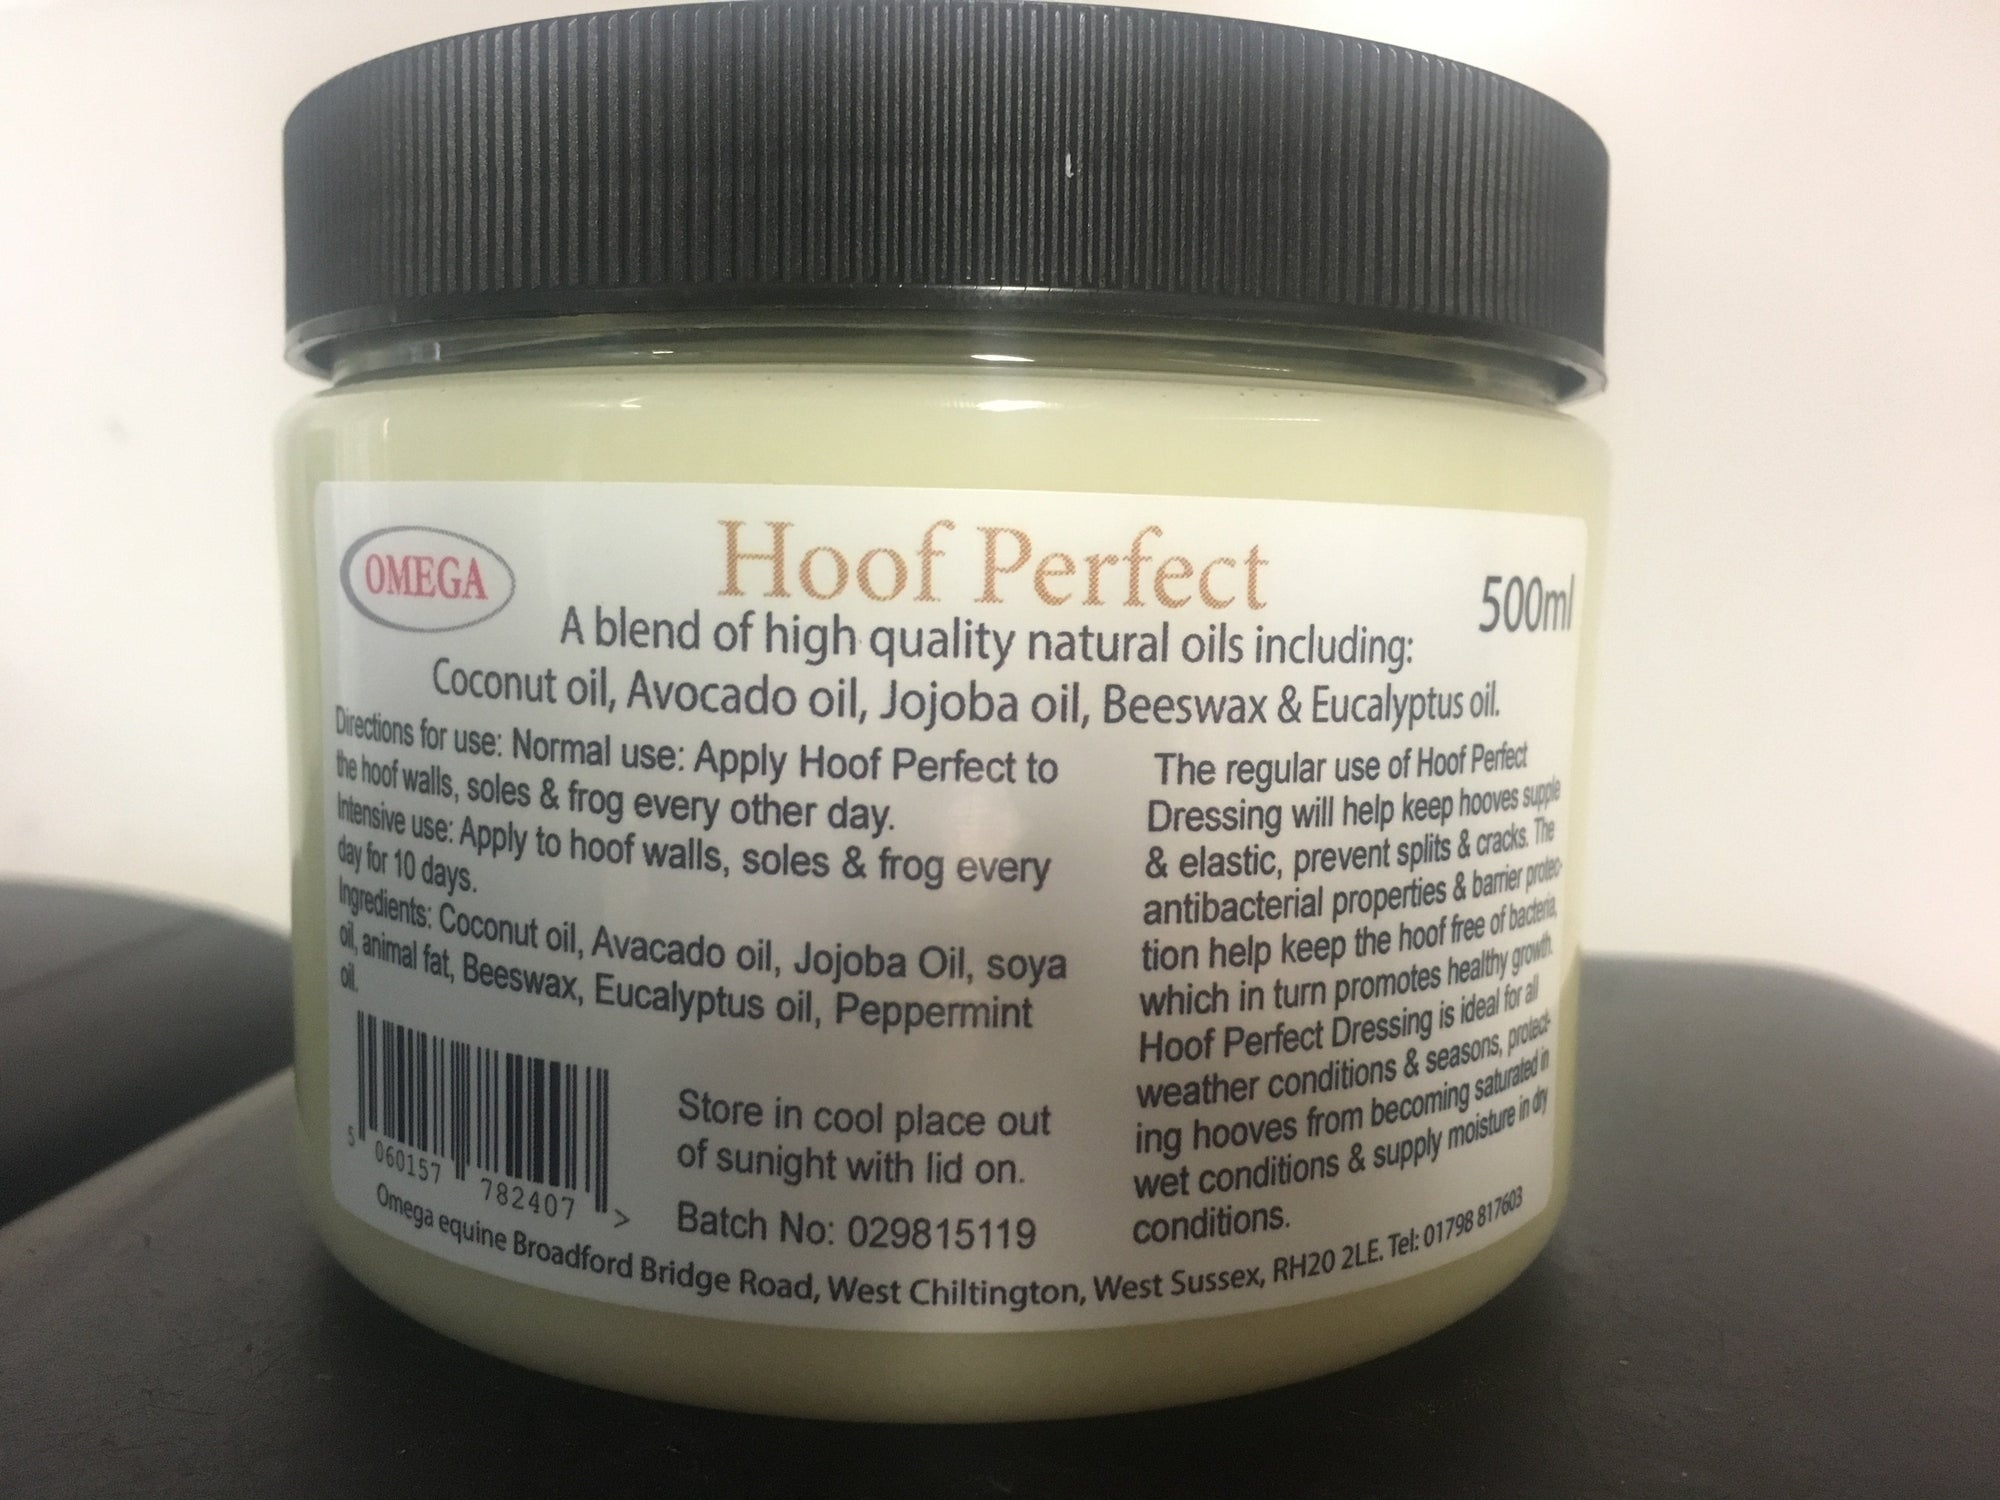 OMEGA
Hoof Perfect
500ml
A blend of high quality natural oils including:
Coconut oil, Avocado oil, Jojoba oil, Beeswax & Eucalyptus oil.
Directions for use: Normal use: Apply Hoof Perfect to
the hoof walls, soles & frog every other day.
Intensive use: Apply to hoof walls, soles & frog every
day for 10 days.
Ingredients: Coconut oil, Avacado oil, Jojoba Oil, soya
oil, animal fat, Beeswax, Eucalyptus oil, Peppermint
oil.
The regular use of Hoof Perfect
Dressing will help keep hooves supple
& elastic, prevent splits & cracks. The
antibacterial properties & barrier protec-
tion help keep the hoof free of bacteria,
which in turn promotes healthy growth.
Hoof Perfect Dressing is ideal for all
weather conditions & seasons, protect-
ing hooves from becoming saturated in
wet conditions & supply moisture in dry
conditions.
Store in cool place out
of sunight with lid on.
Batch No: 029815119
5 060157 782407 >
Omega equine Broadford Bridge Road, West Chiltington, West Sussex, RH20 2LE. Tel: 01798 817603